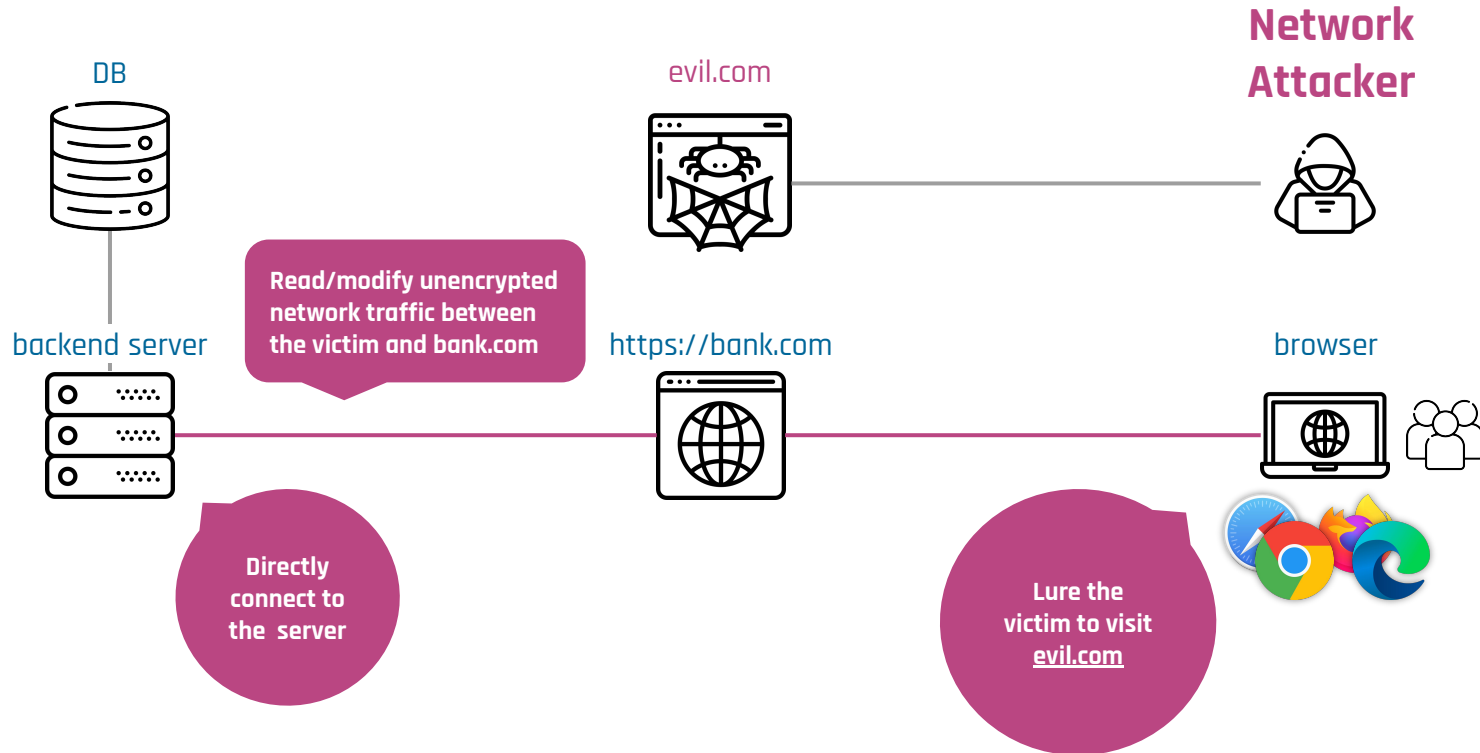 Network
Attacker
DB
evil.com
Read/modify unencrypted
network traffic between
the victim and bank.com
backend server
https://bank.com
browser
Directly
connect to
the server
Lure the
victim to visit
evil.com